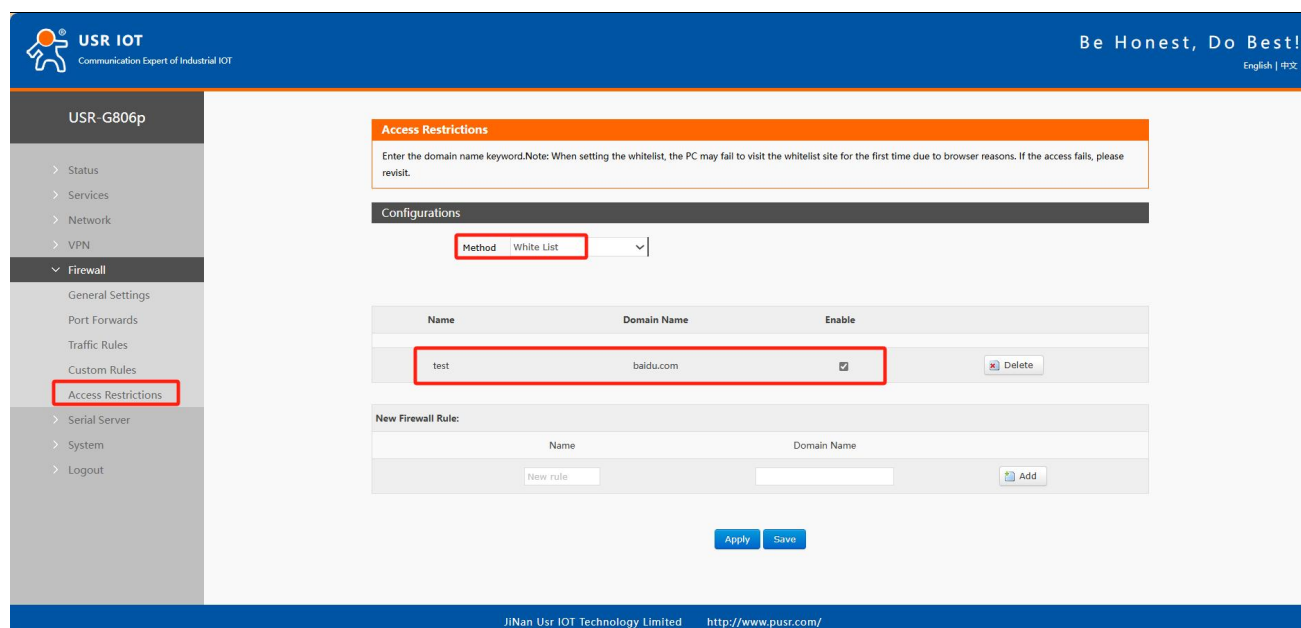 USR IOT
Communication Expert of Industrial IOT
Be Honest, Do Best!
English | 中文
USR-G806p
Status
Services
Network
VPN
Firewall
General Settings
Port Forwards
Traffic Rules
Custom Rules
Access Restrictions
Serial Server
System
Logout
Access Restrictions
Enter the domain name keyword.Note: When setting the whitelist, the PC may fail to visit the whitelist site for the first time due to browser reasons. If the access fails, please
revisit.
Configurations
Method White List
Name Domain Name Enable
test baidu.com Delete
New Firewall Rule:
Name Domain Name
New rule Add
Apply Save
JiNan Usr IOT Technology Limited http://www.pusr.com/